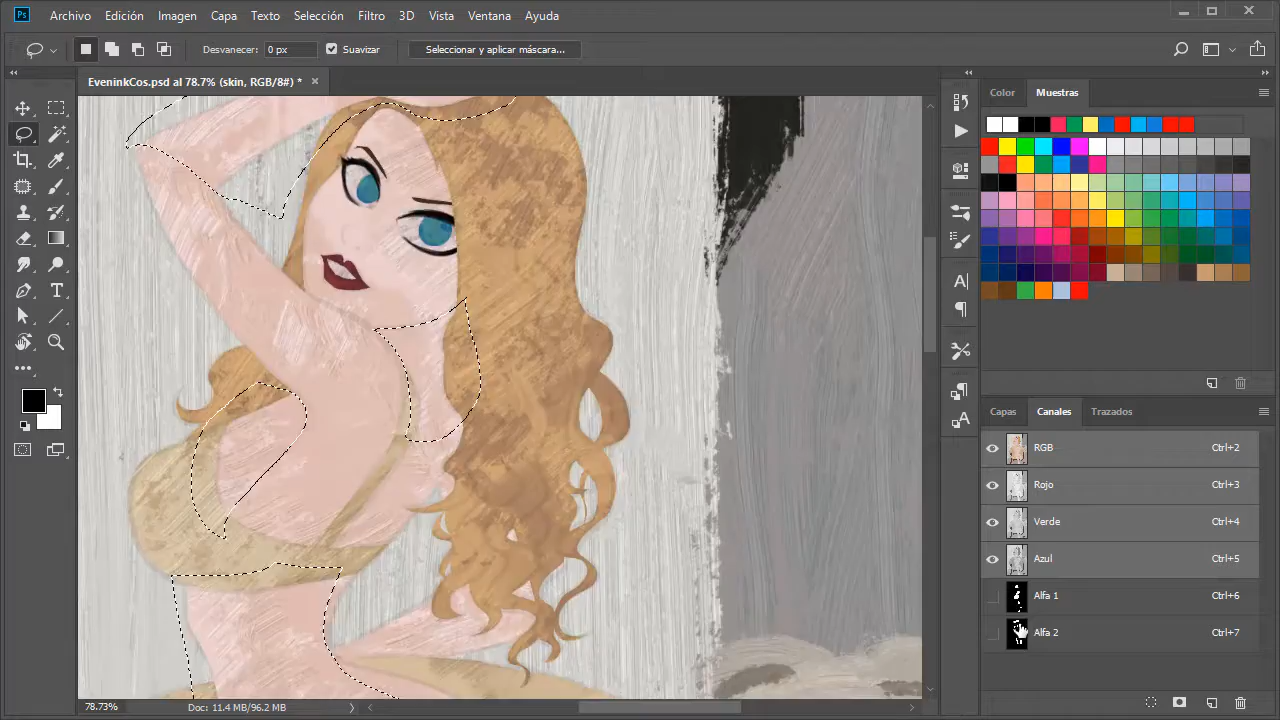 Ps Archivo Edición Imagen Capa Texto Selección Filtro 3D Vista Ventana Ayuda
Desvanecer: 0 px Suavizar Seleccionar y aplicar máscara...
EveninkCos.psd al 78.7% (skin, RGB/8#) *
Color Muestras
Capas Canales Trazados
RGB Ctrl+2
Rojo Ctrl+3
Verde Ctrl+4
Azul Ctrl+5
Alfa 1 Ctrl+6
Alfa 2 Ctrl+7
78.73% Doc: 11.4 MB/96.2 MB